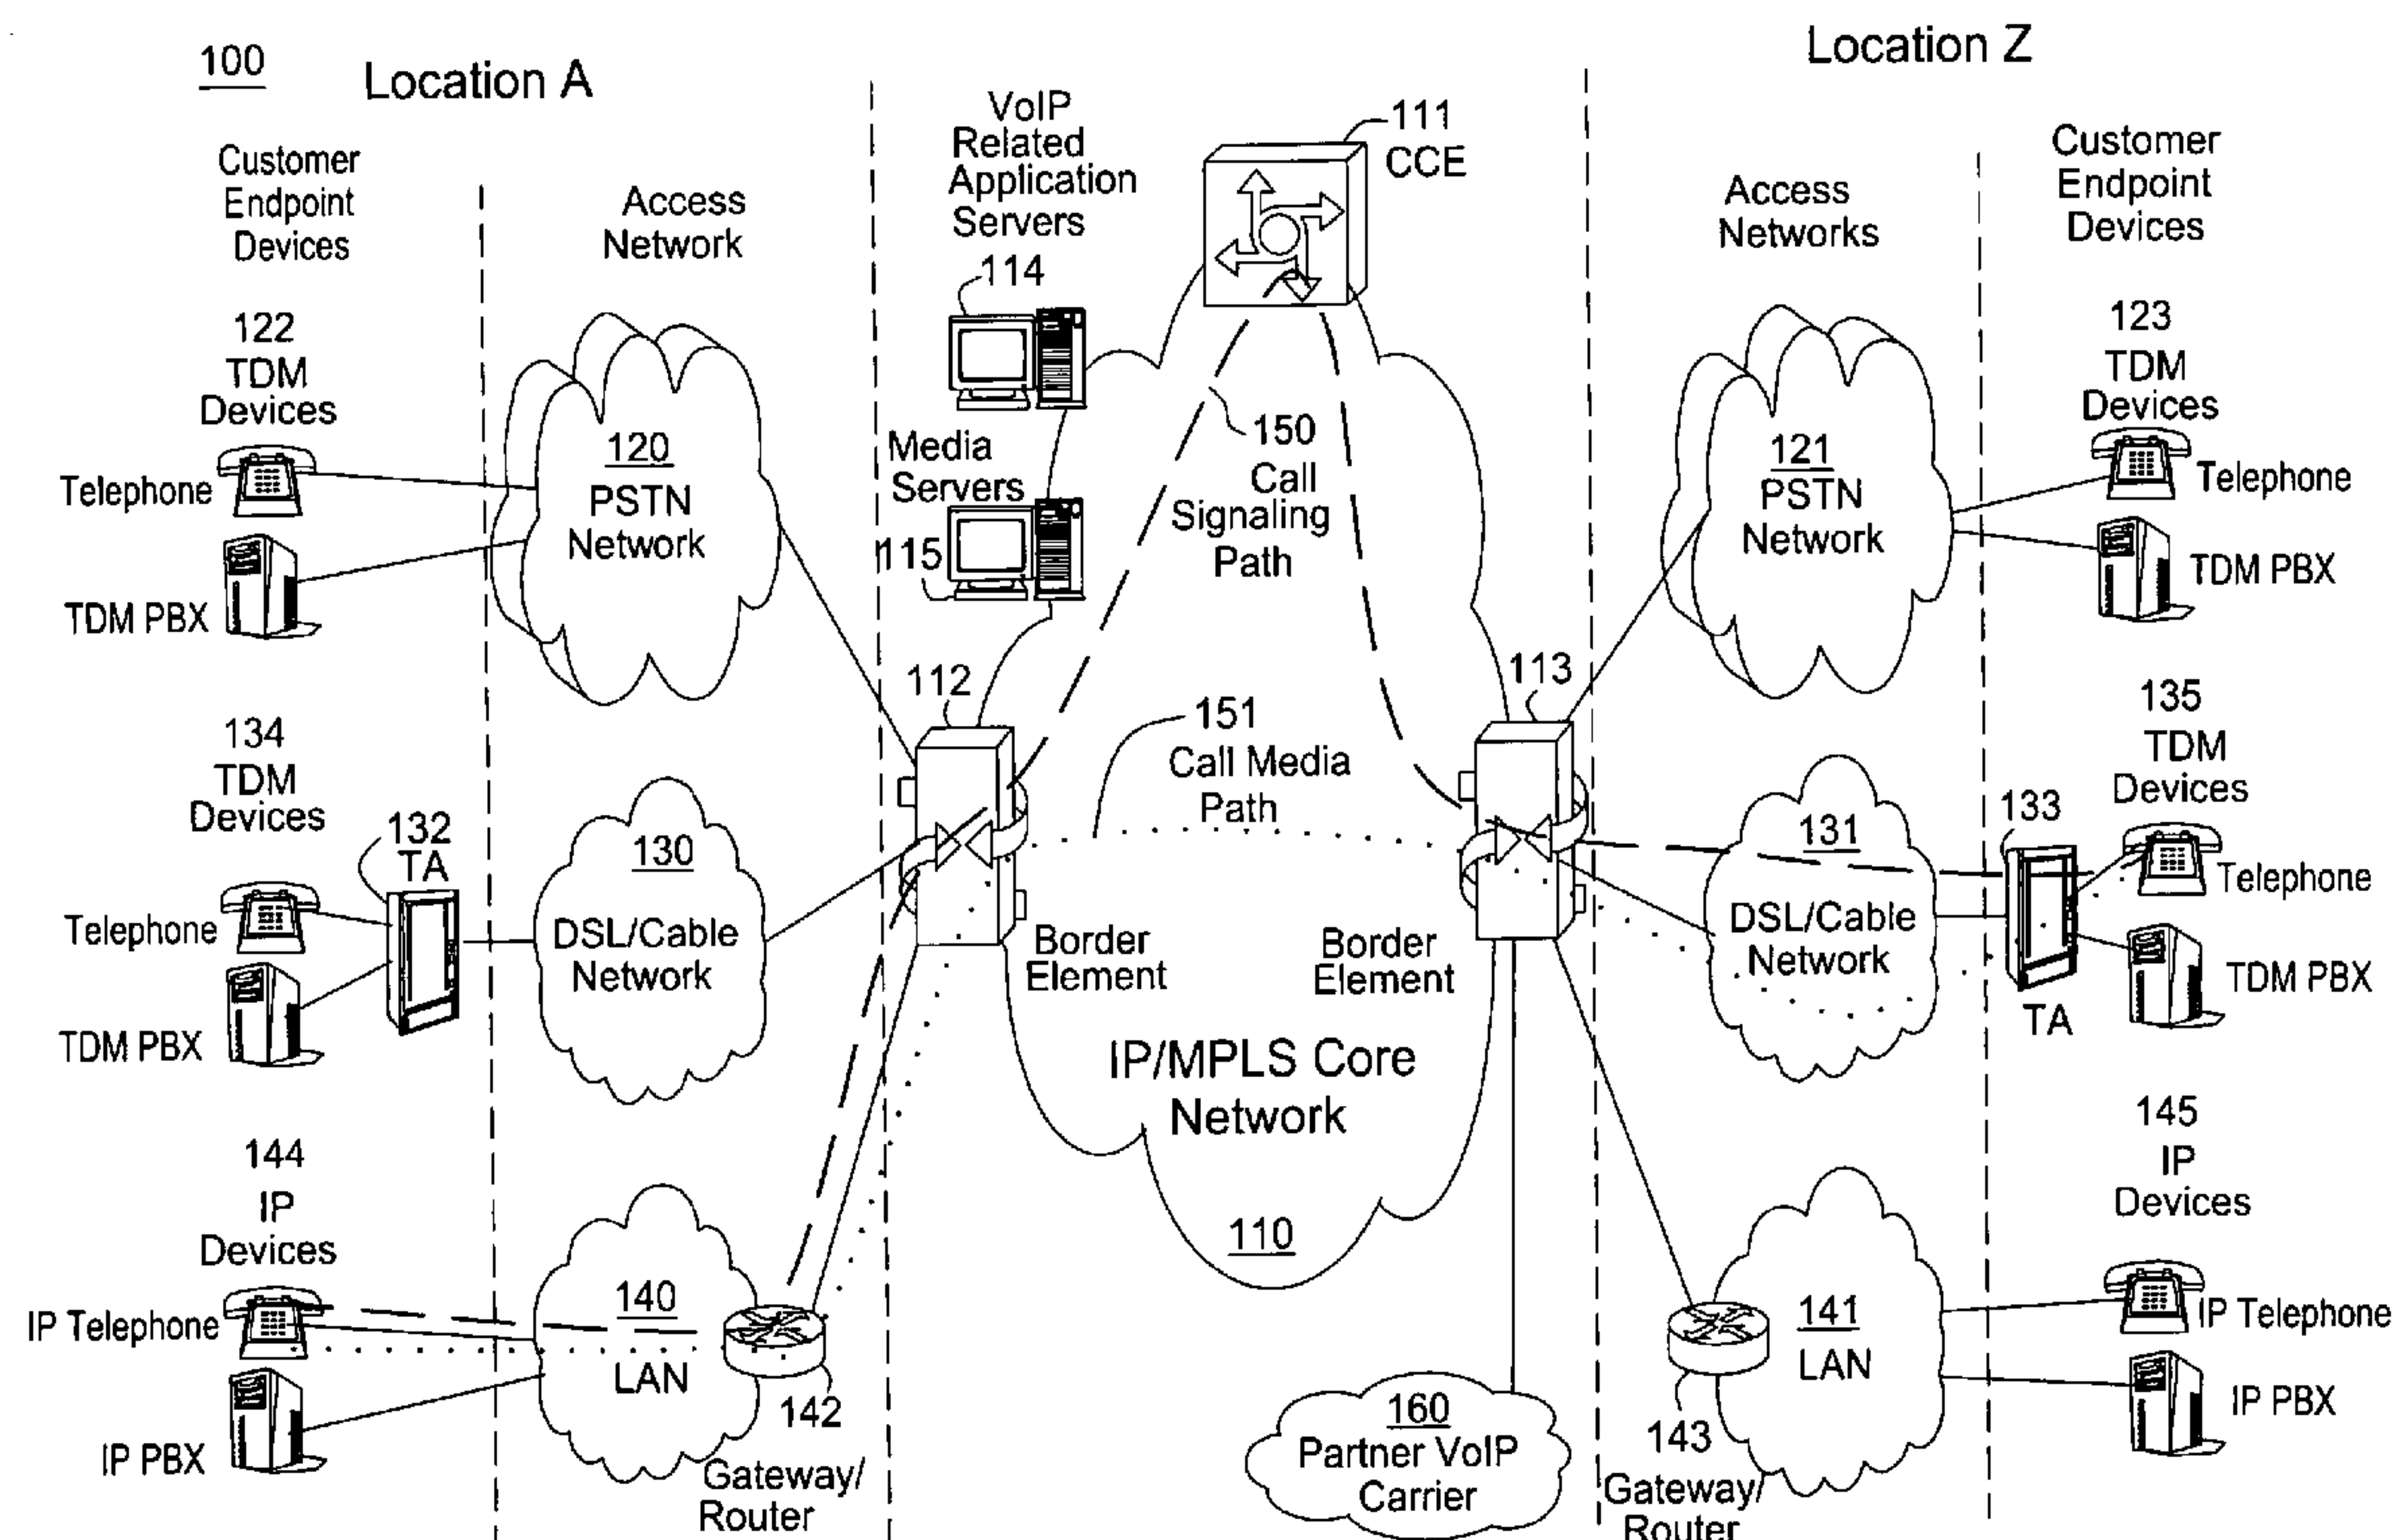 100
Location A
Location Z
Customer
Endpoint
Devices
Access
Network
VoIP
Related
Application
Servers
114
111
CCE
Access
Networks
Customer
Endpoint
Devices
122
TDM
Devices
Telephone
TDM PBX
120
PSTN
Network
Media
Servers
115
150
Call
Signaling
Path
121
PSTN
Network
123
TDM
Devices
Telephone
TDM PBX
134
TDM
Devices
132
TA
Telephone
TDM PBX
130
DSL/Cable
Network
112
Border
Element
151
Call Media
Path
113
Border
Element
131
DSL/Cable
Network
133
TA
135
TDM
Devices
Telephone
TDM PBX
IP/MPLS Core
Network
110
144
IP
Devices
IP Telephone
IP PBX
140
LAN
142
Gateway/
Router
160
Partner VoIP
Carrier
143
Gateway/
Router
141
LAN
145
IP
Devices
IP Telephone
IP PBX